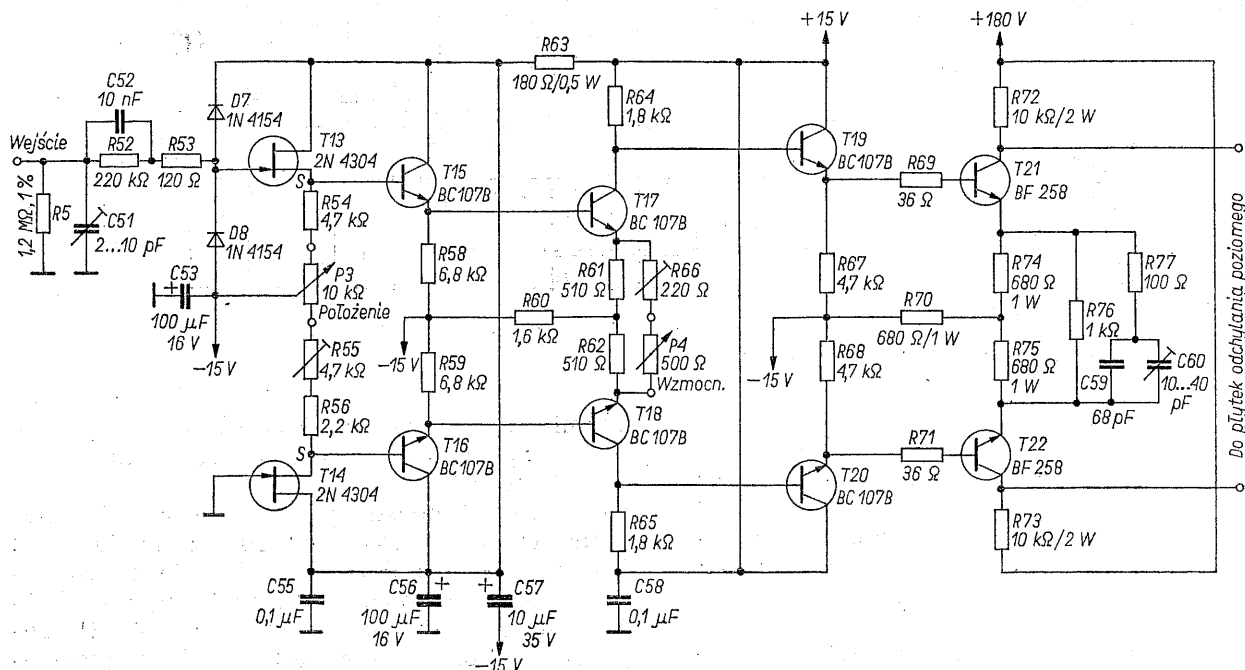 +15 V
+180 V
R63
180 Ω/0,5 W
C52
10 nF
D7
1N 4154
R64
1,8 kΩ
R72
10 kΩ/2 W
Wejście
R52
220 kΩ
R53
120 Ω
T13
2N 4304
T15
BC 107B
T19
BC 107B
R69
36 Ω
T21
BF 258
1,2 MΩ, 1 %
R5
C51
2...10 pF
S
R54
4,7 kΩ
T17
BC 107B
D8
1N 4154
R58
6,8 kΩ
R61
510 Ω
R66
220 Ω
R67
4,7 kΩ
R74
680 Ω
1 W
R77
100 Ω
C53
+
100 μF
16 V
P3
10 kΩ
Położenie
R60
1,6 kΩ
R70
680 Ω/1 W
R76
1 kΩ
-15 V
R55
4,7 kΩ
-15 V
R59
6,8 kΩ
R62
510 Ω
P4
500 Ω
Wzmocn.
-15 V
R68
4,7 kΩ
R75
680 Ω
1 W
C59
68 pF
C60
10...40
pF
R56
2,2 kΩ
S
T16
BC 107B
T18
BC 107B
R71
36 Ω
T22
BF 258
Do płytek odchylania poziomego
T14
2N 4304
T20
BC 107B
R65
1,8 kΩ
R73
10 kΩ/2 W
C55
0,1 μF
C56
+
100 μF
16 V
+
C57
10 μF
35 V
C58
0,1 μF
-15 V